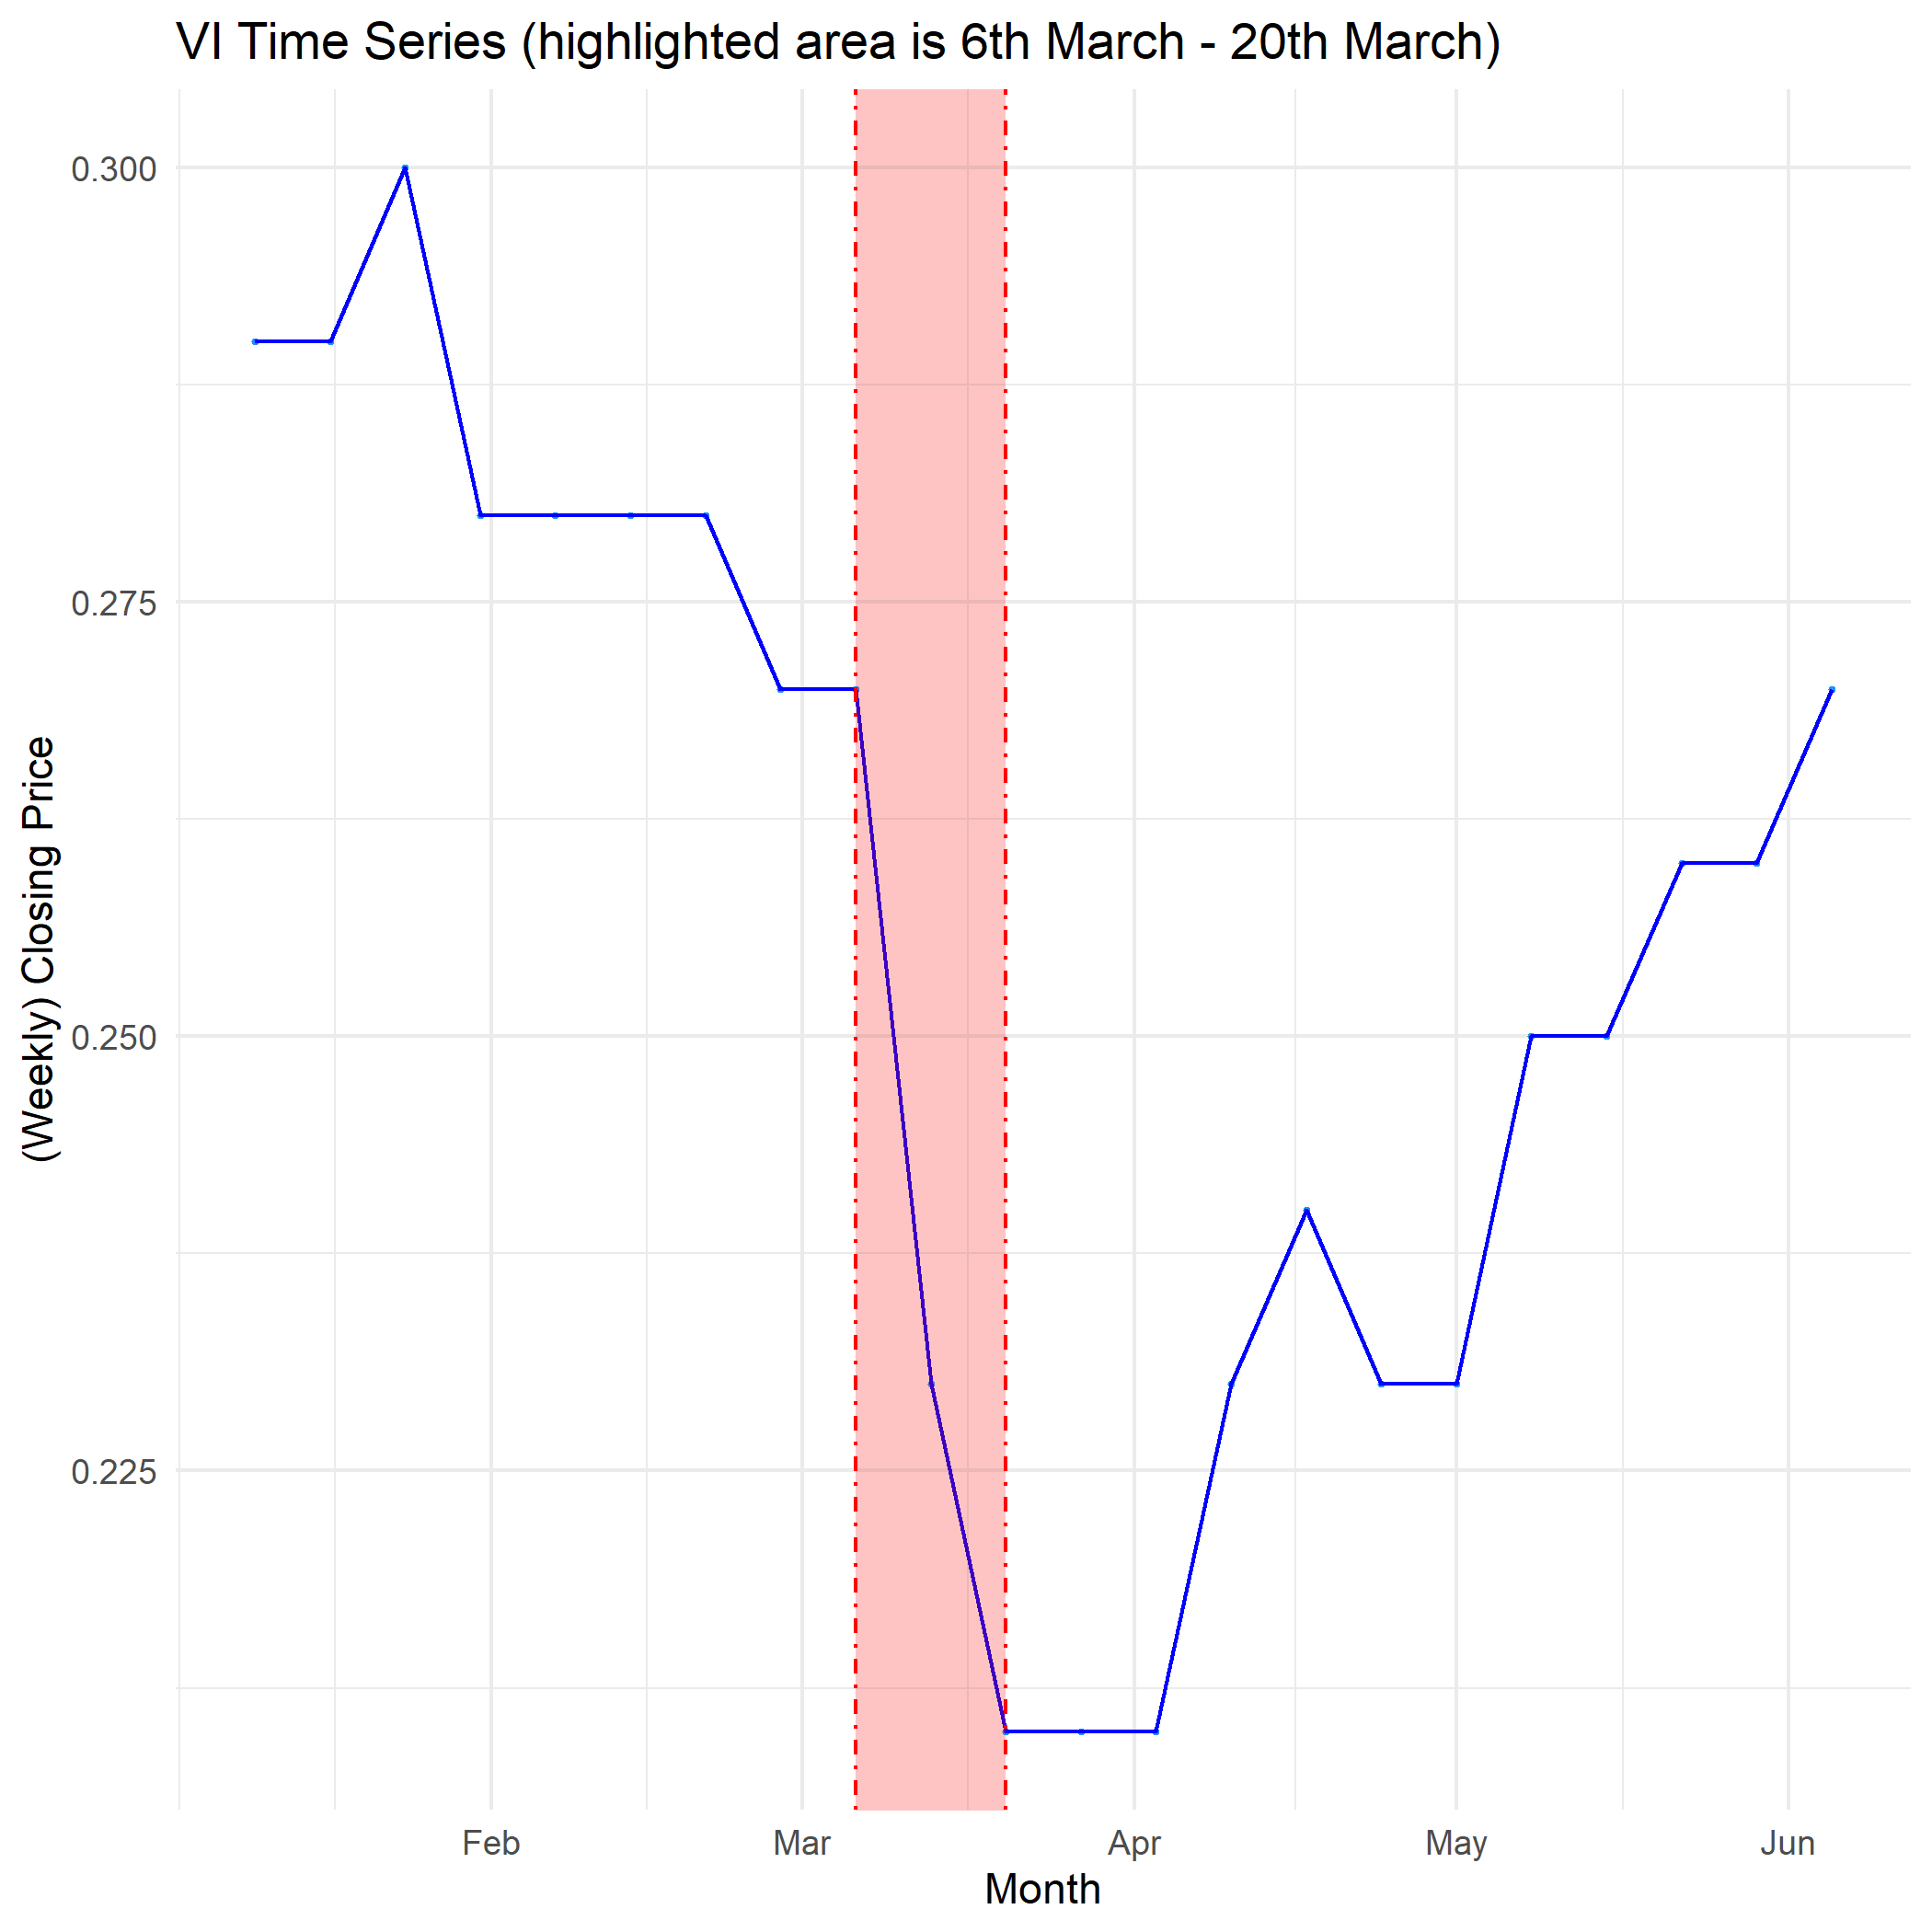 VI Time Series (highlighted area is 6th March - 20th March)
0.300
0.275
0.250
0.225
(Weekly) Closing Price
Feb Mar Apr May Jun
Month